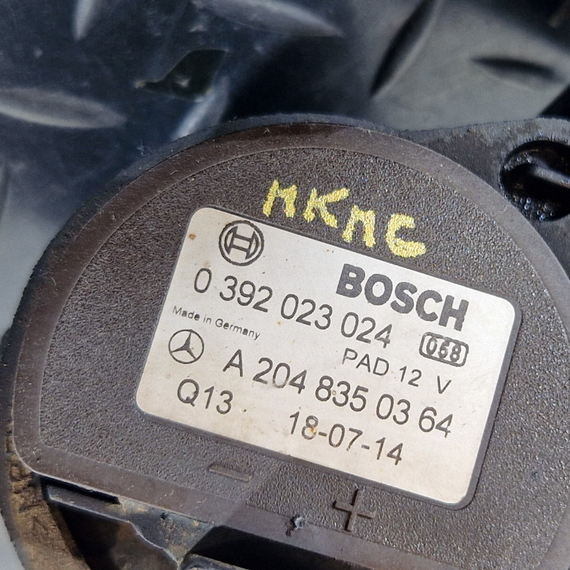 MKMG
BOSCH
0 392 023 024
068
Made in Germany
PAD 12 V
A 204 835 03 64
Q13 18-07-14
− +